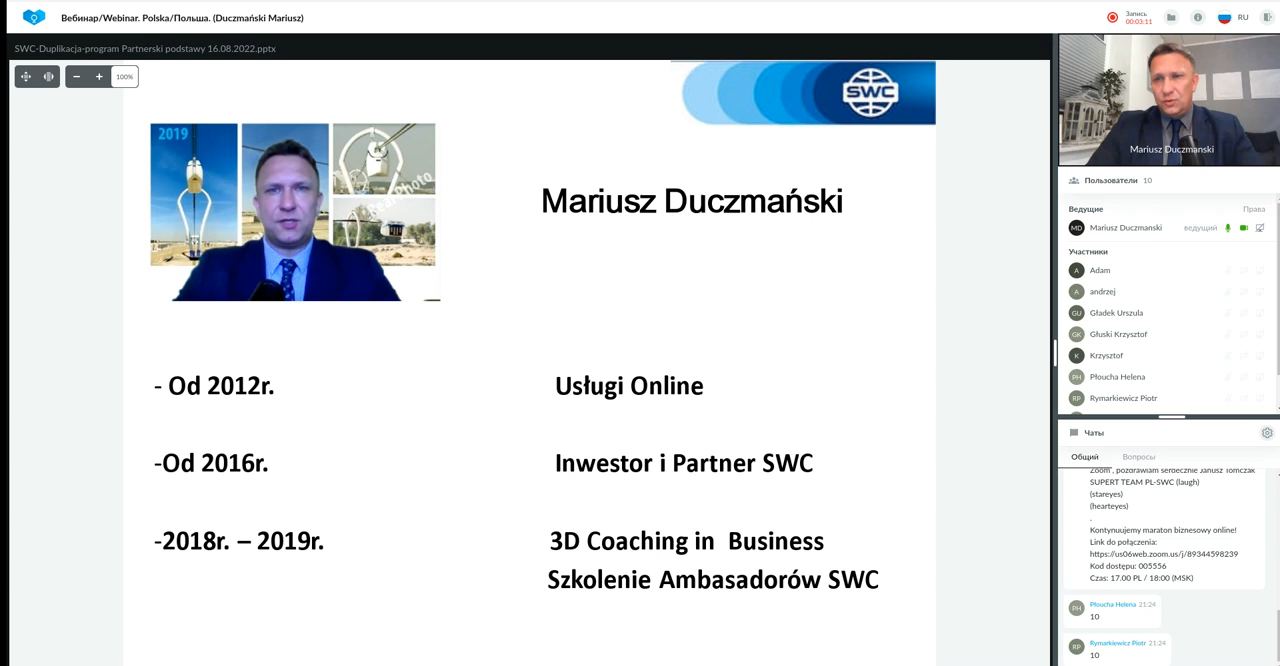 Вебинар/Webinar. Polska/Польша. (Duczmański Mariusz)
Запись
00:03:11
RU
SWC-Duplikacja-program Partnerski podstawy 16.08.2022.pptx
100%
SWC
2019
Mariusz Duczmański
- Od 2012r. Usługi Online
-Od 2016r. Inwestor i Partner SWC
-2018r. – 2019r. 3D Coaching in Business
Szkolenie Ambasadorów SWC
Mariusz Duczmanski
Пользователи 10
Ведущие Права
MD Mariusz Duczmanski ведущий
Участники
A Adam
A andrzej
GU Gładek Urszula
GK Głuski Krzysztof
K Krzysztof
PH Płoucha Helena
RP Rymarkiewicz Piotr
Чаты
Общий Вопросы
Zoom", pozdrawiam serdecznie Janusz Tomczak
SUPERT TEAM PL-SWC (laugh)
(stareyes)
(hearteyes)
.
Kontynuujemy maraton biznesowy online!
Link do połączenia:
https://us06web.zoom.us/j/89344598239
Kod dostępu: 005556
Czas: 17.00 PL / 18:00 (MSK)
PH Płoucha Helena 21:24
10
RP Rymarkiewicz Piotr 21:24
10